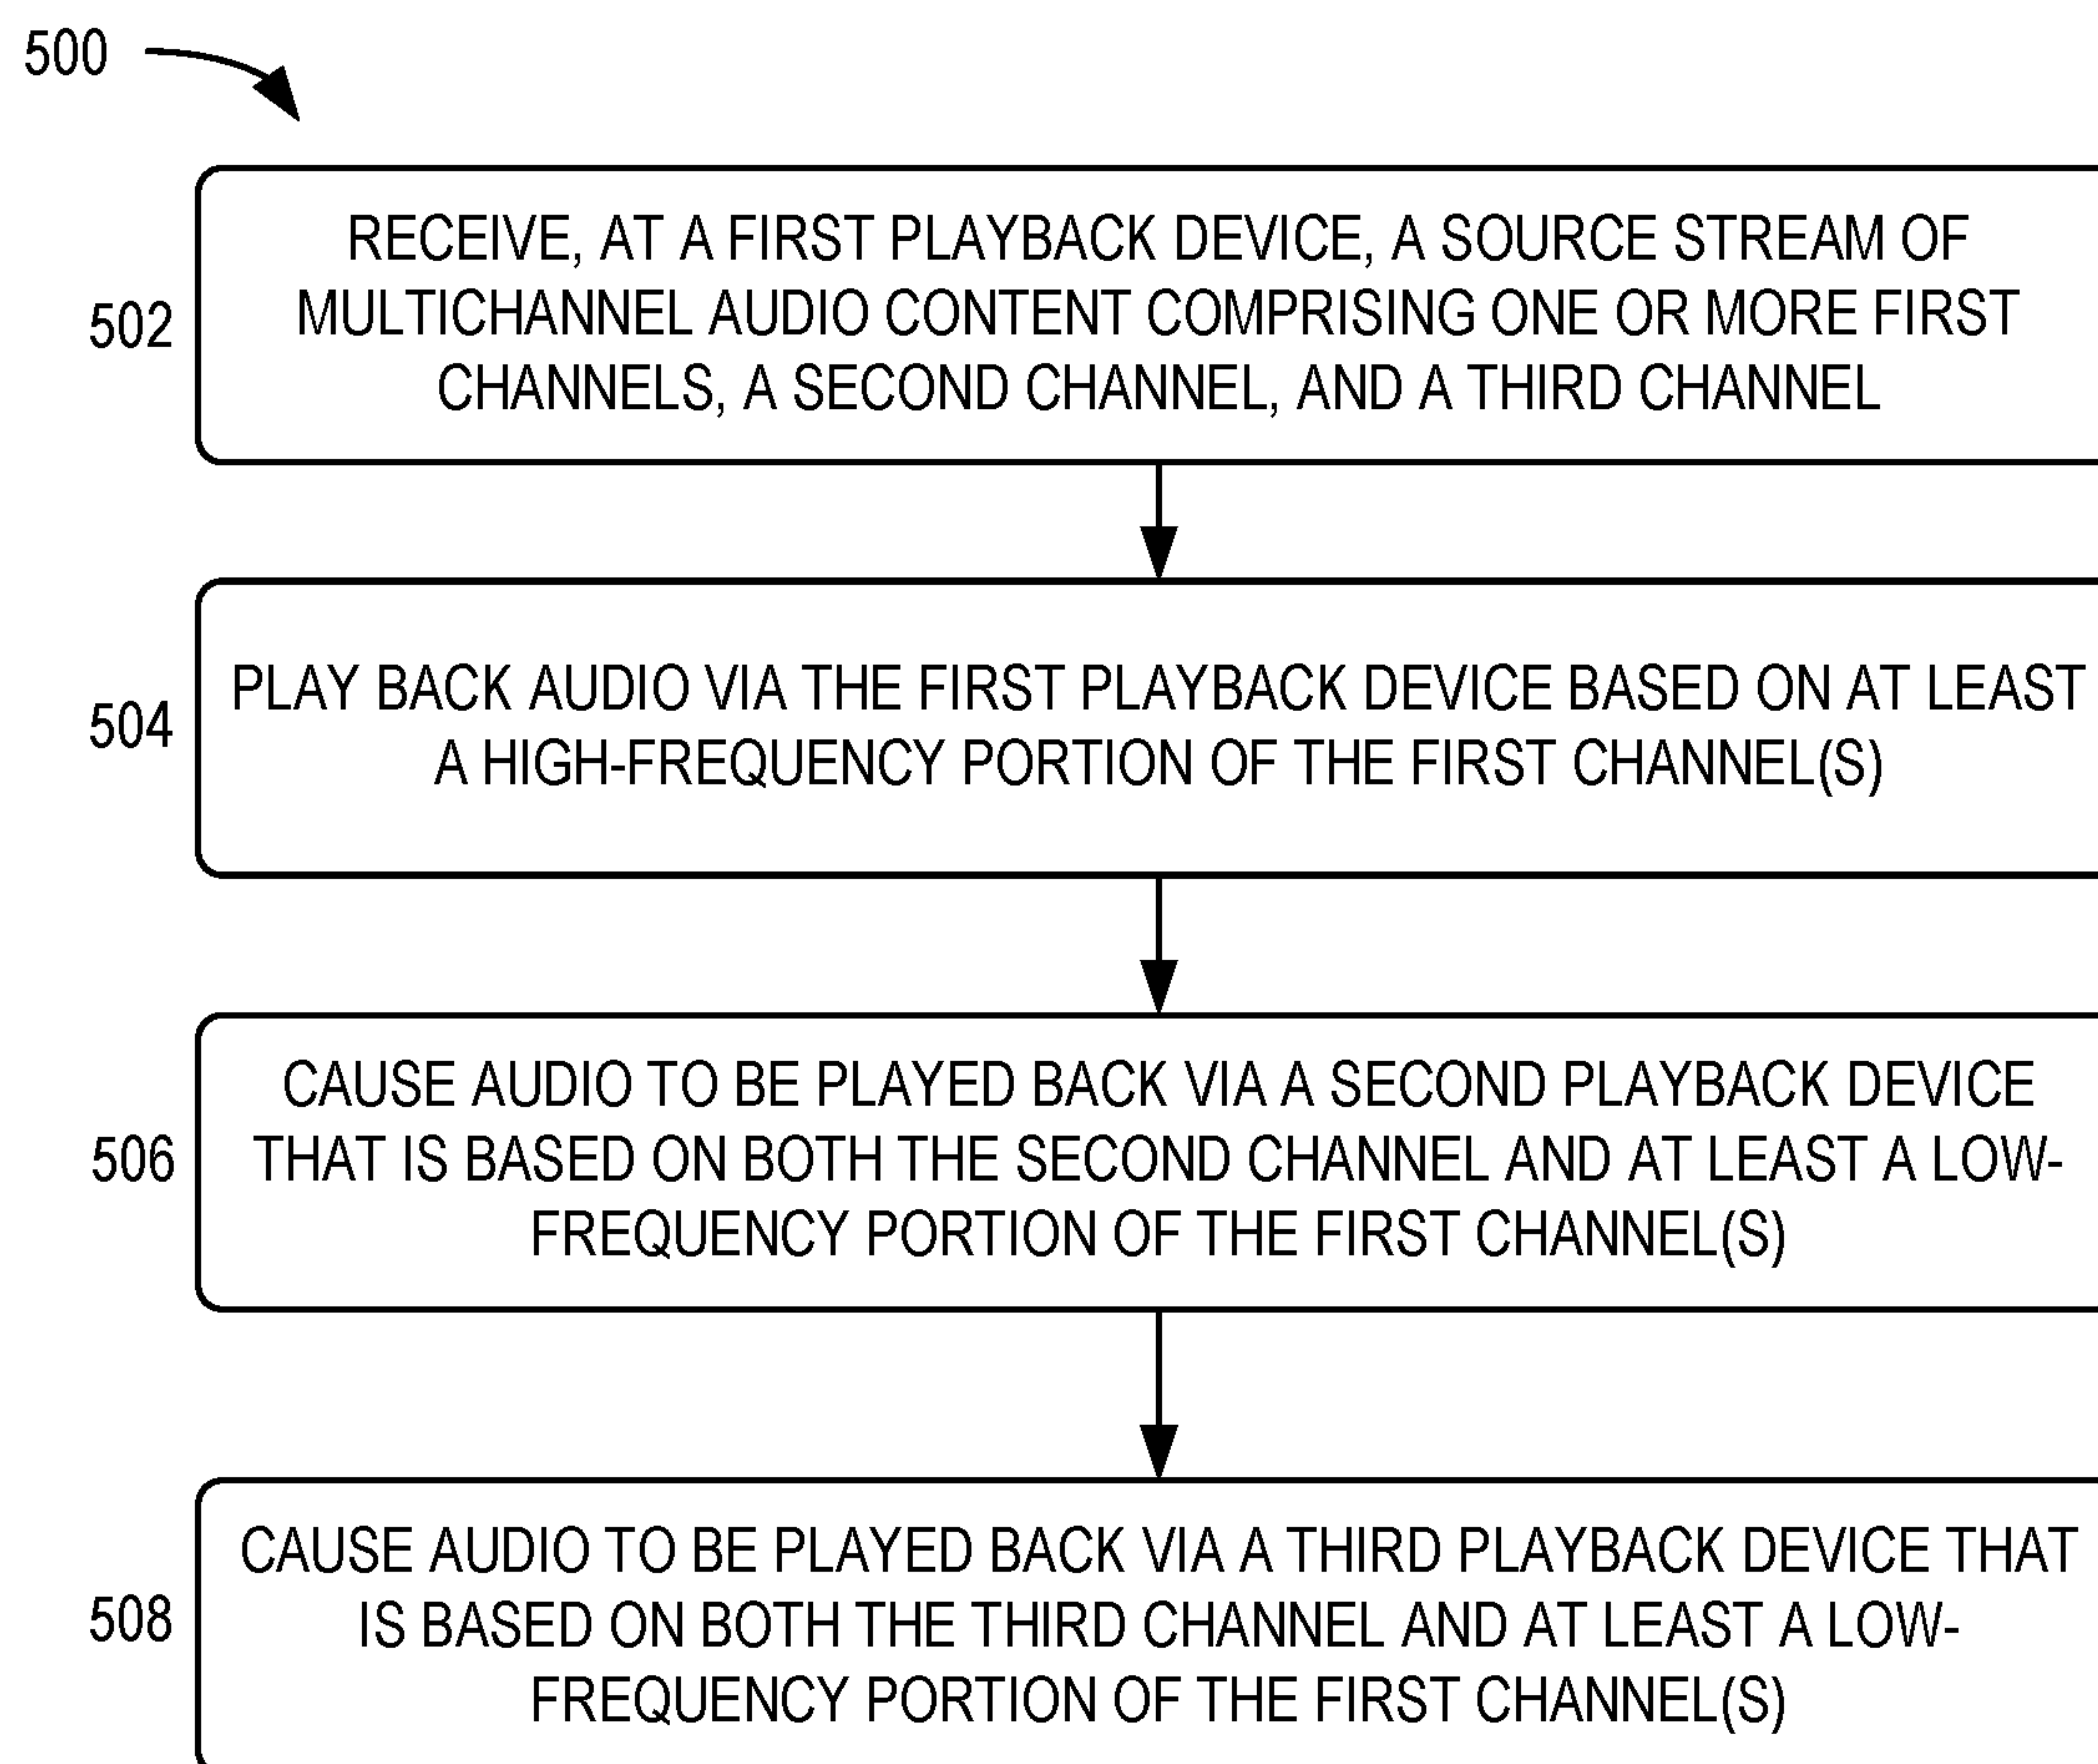 500
502
RECEIVE, AT A FIRST PLAYBACK DEVICE, A SOURCE STREAM OF
MULTICHANNEL AUDIO CONTENT COMPRISING ONE OR MORE FIRST
CHANNELS, A SECOND CHANNEL, AND A THIRD CHANNEL
504
PLAY BACK AUDIO VIA THE FIRST PLAYBACK DEVICE BASED ON AT LEAST
A HIGH-FREQUENCY PORTION OF THE FIRST CHANNEL(S)
506
CAUSE AUDIO TO BE PLAYED BACK VIA A SECOND PLAYBACK DEVICE
THAT IS BASED ON BOTH THE SECOND CHANNEL AND AT LEAST A LOW-
FREQUENCY PORTION OF THE FIRST CHANNEL(S)
508
CAUSE AUDIO TO BE PLAYED BACK VIA A THIRD PLAYBACK DEVICE THAT
IS BASED ON BOTH THE THIRD CHANNEL AND AT LEAST A LOW-
FREQUENCY PORTION OF THE FIRST CHANNEL(S)